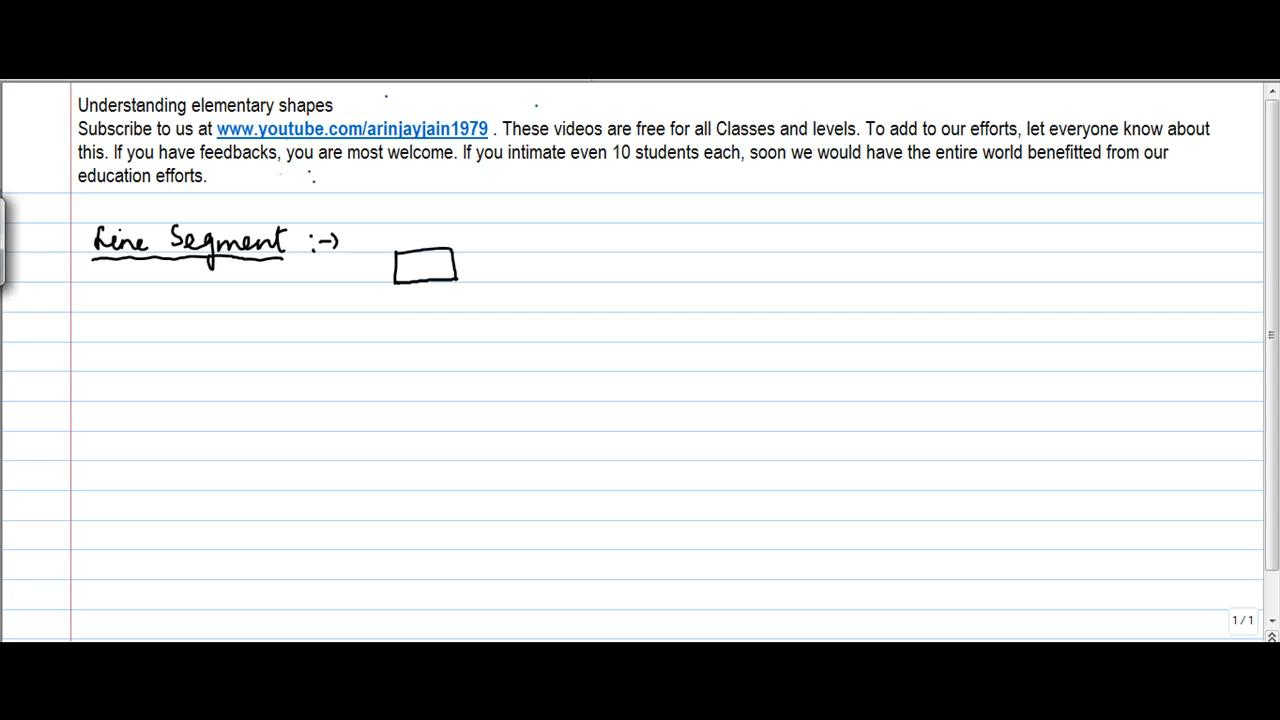 Understanding elementary shapes
Subscribe to us at www.youtube.com/arinjayjain1979 . These videos are free for all Classes and levels. To add to our efforts, let everyone know about
this. If you have feedbacks, you are most welcome. If you intimate even 10 students each, soon we would have the entire world benefitted from our
education efforts.
Line Segment :->
1 / 1